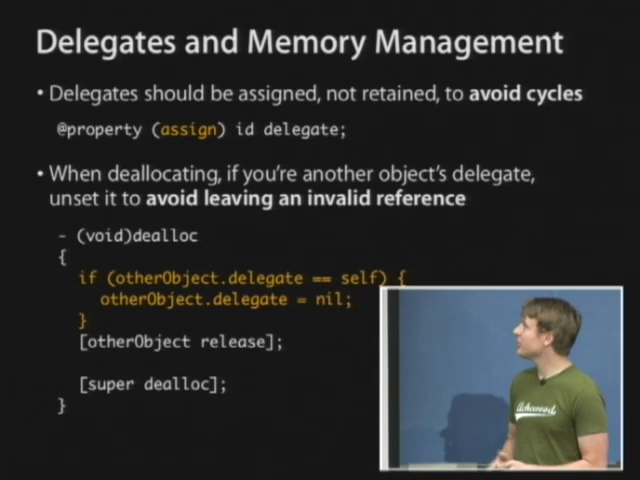 Delegates and Memory Management
• Delegates should be assigned, not retained, to avoid cycles
@property (assign) id delegate;
• When deallocating, if you're another object's delegate,
unset it to avoid leaving an invalid reference
- (void)dealloc
{
if (otherObject.delegate == self) {
otherObject.delegate = nil;
}
[otherObject release];
[super dealloc];
}
Achewood